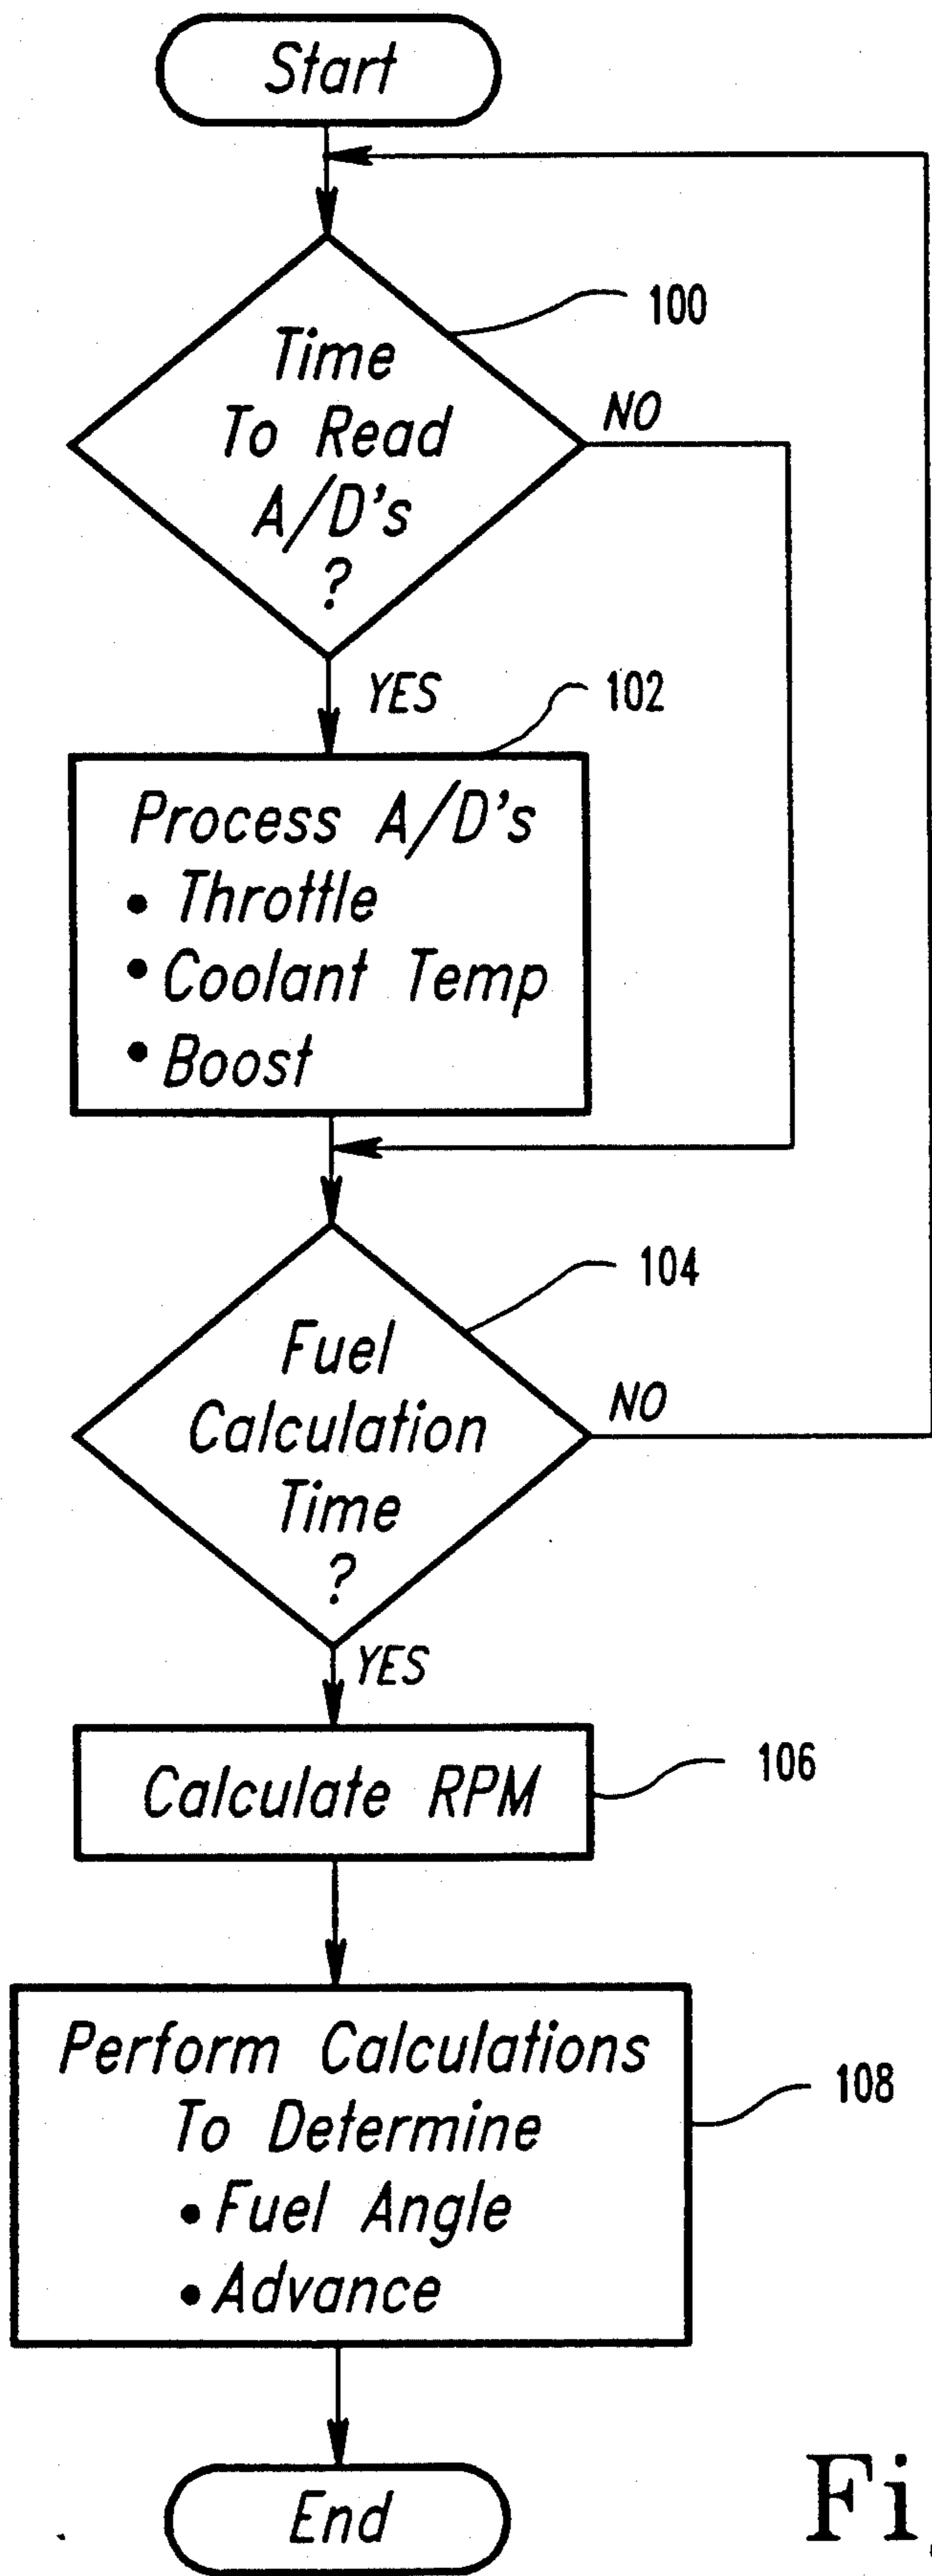 Start
100
Time
To Read
A/D's
?
NO
YES
102
Process A/D's
• Throttle
• Coolant Temp
• Boost
104
Fuel
Calculation
Time
?
NO
YES
Calculate RPM
106
Perform Calculations
To Determine
• Fuel Angle
• Advance
108
End
Fi